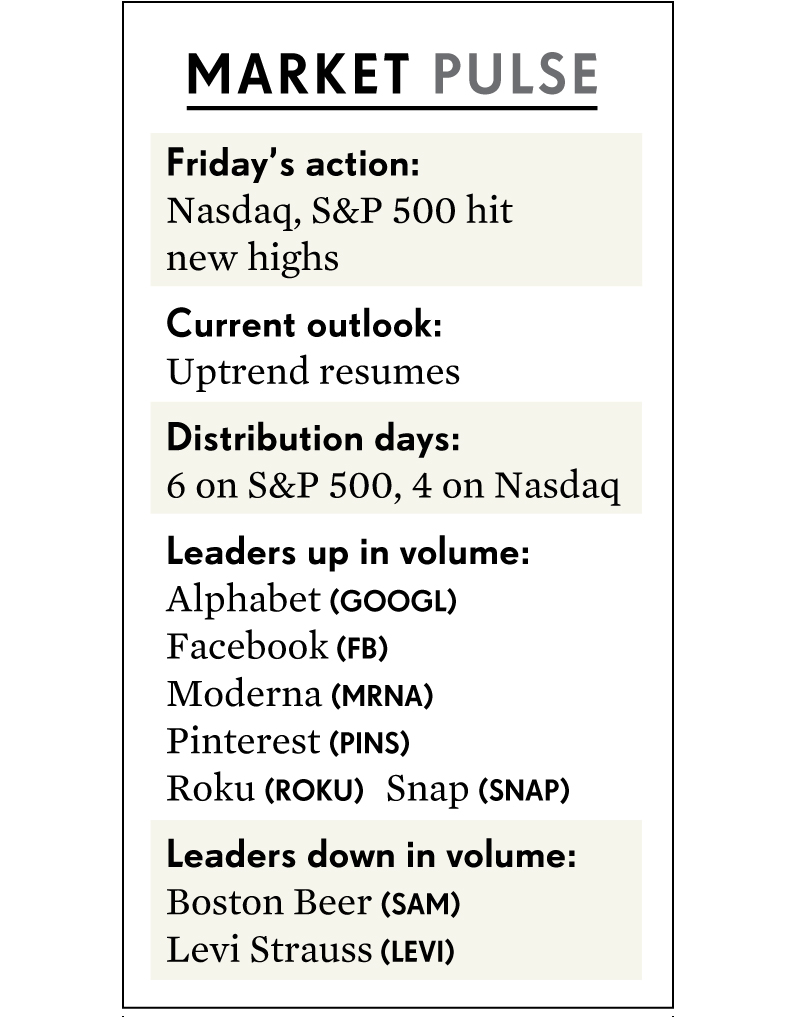 MARKET PULSE
Friday's action:
Nasdaq, S&P 500 hit
new highs
Current outlook:
Uptrend resumes
Distribution days:
6 on S&P 500, 4 on Nasdaq
Leaders up in volume:
Alphabet (GOOGL)
Facebook (FB)
Moderna (MRNA)
Pinterest (PINS)
Roku (ROKU) Snap (SNAP)
Leaders down in volume:
Boston Beer (SAM)
Levi Strauss (LEVI)